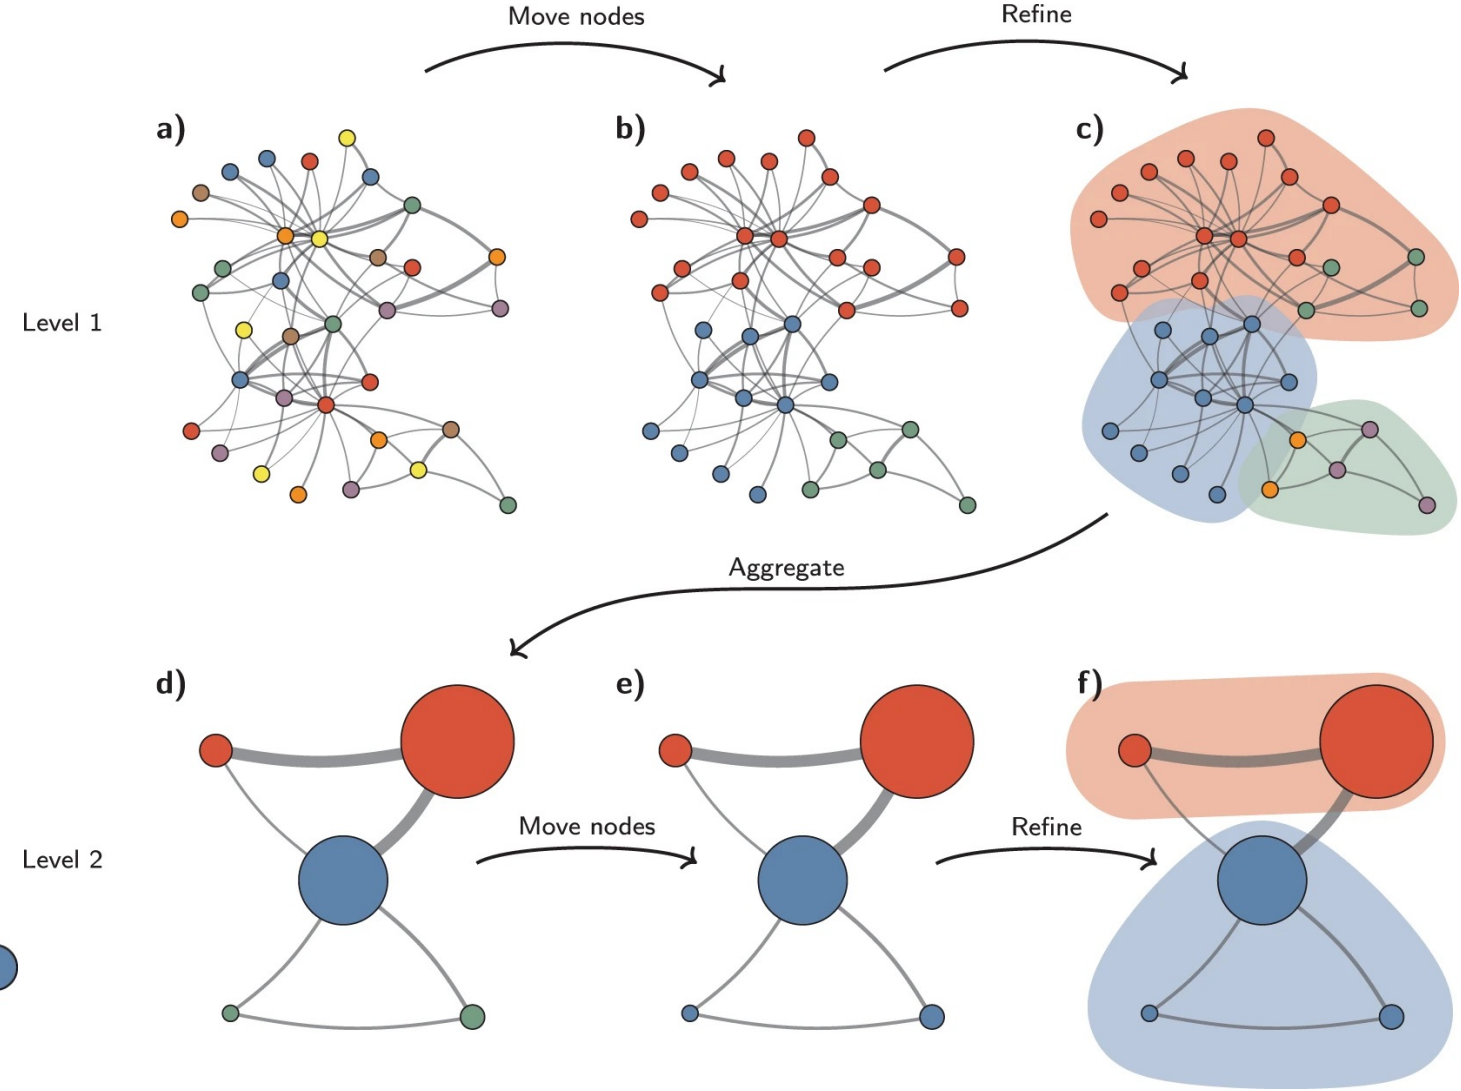 Move nodes
Refine
a)
b)
c)
Level 1
Aggregate
d)
e)
f)
Move nodes
Refine
Level 2